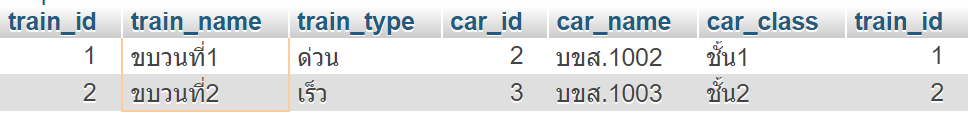 train_id train_name train_type car_id car_name car_class train_id
1 ขบวนที่1 ด่วน 2 บขส.1002 ชั้น1 1
2 ขบวนที่2 เร็ว 3 บขส.1003 ชั้น2 2